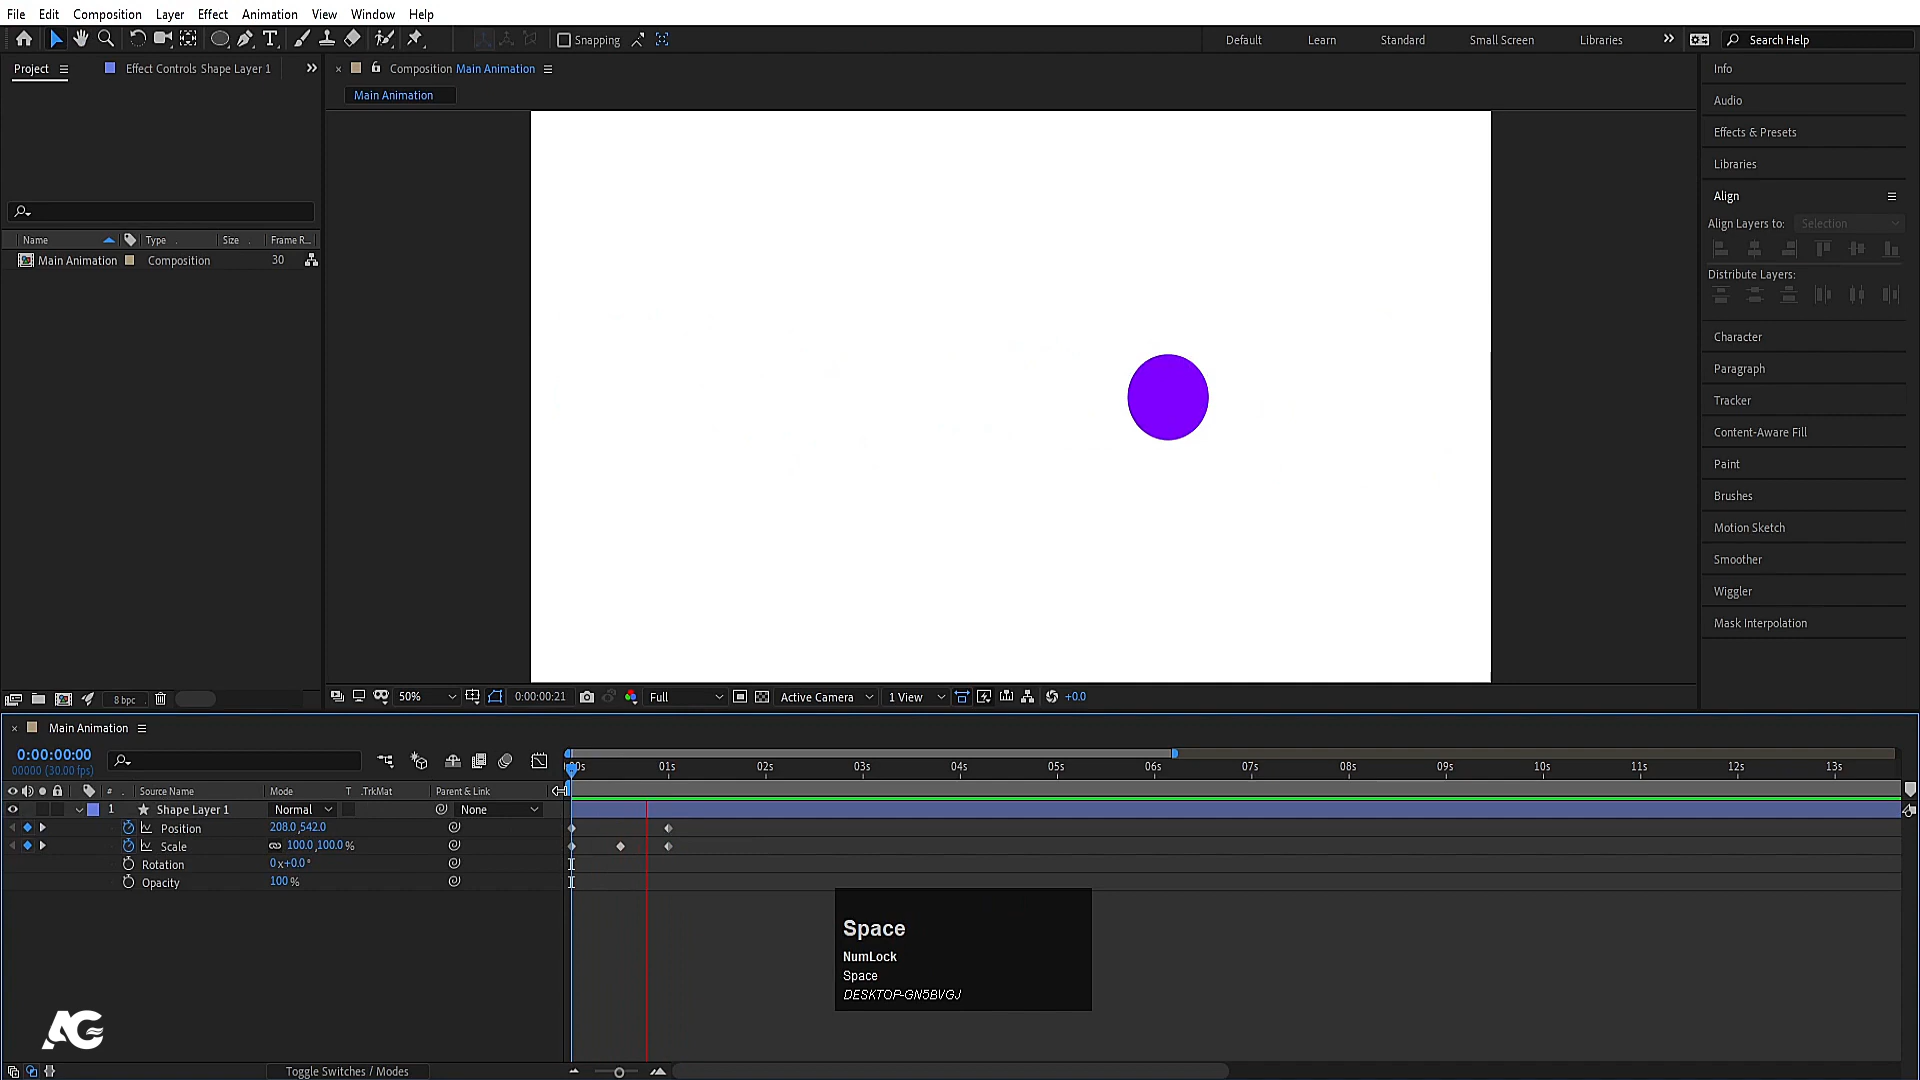 File Edit Composition Layer Effect Animation View Window Help
Snapping Default Learn Standard Small Screen Libraries Search Help
Project Effect Controls Shape Layer 1 Composition Main Animation Info
Main Animation
Audio
Effects & Presets
Libraries
Align
Align Layers to: Selection
Name Type Size Frame R...
Main Animation Composition 30
Distribute Layers:
Character
Paragraph
Tracker
Content-Aware Fill
Paint
Brushes
Motion Sketch
Smoother
Wiggler
Mask Interpolation
8 bpc 50% 0:00:00:21 Full Active Camera 1 View +0.0
Main Animation
0:00:00:00
00000 (30.00 fps)
01s 02s 03s 04s 05s 06s 07s 08s 09s 10s 11s 12s 13s
# Source Name Mode T .TrkMat Parent & Link
1 Shape Layer 1 Normal None
Position 208.0,542.0
Scale 100.0,100.0%
Rotation 0x+0.0°
Opacity 100%
Space
NumLock
Space
DESKTOP-GN5BVGJ
AG
Toggle Switches / Modes